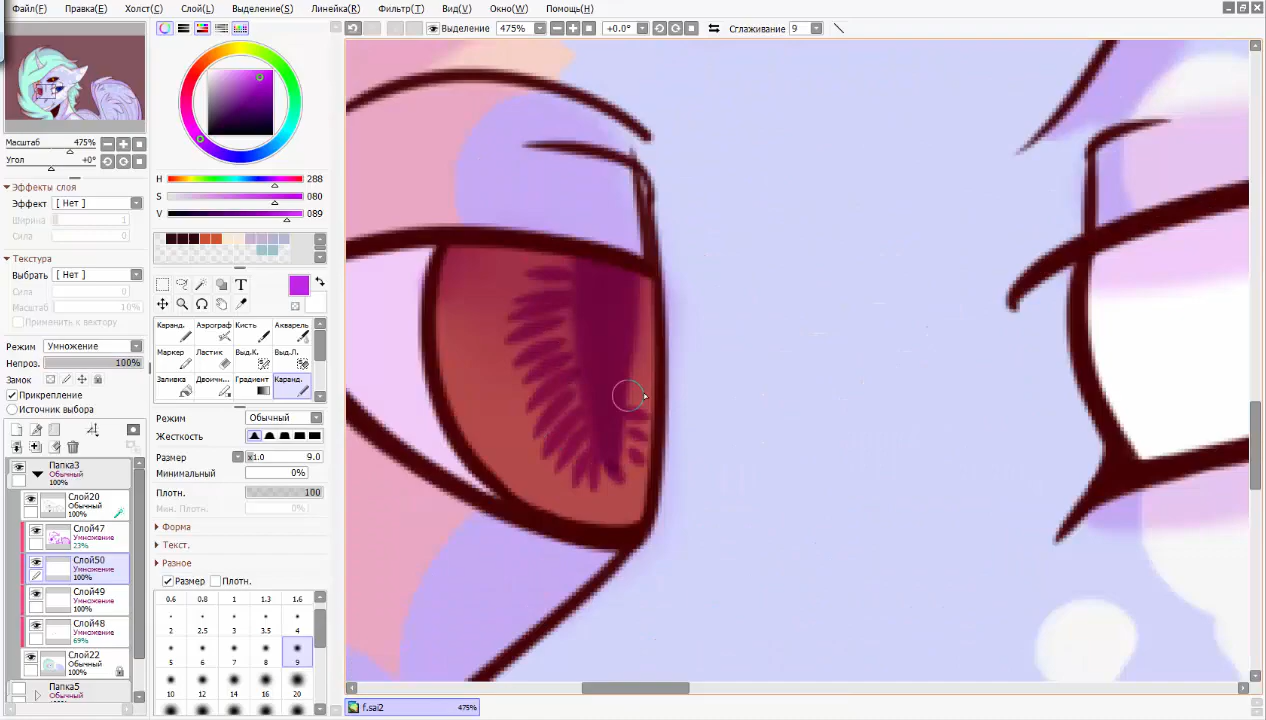 Файл(F) Правка(E) Холст(C) Слой(L) Выделение(S) Линейка(R) Фильтр(T) Вид(V) Окно(W) Помощь(H)
Выделение 475% +0.0° Сглаживание 9
Масштаб 475%
Угол +0°
Эффекты слоя
Эффект [ Нет ]
Ширина 1
Сила 0
Текстура
Выбрать [ Нет ]
Сила 0
Масштаб 10%
Применить к вектору
Режим Умножение
Непроз. 100%
Замок
Прикрепление
Источник выбора
Папка3
Обычный
100%
Слой20
Обычный
100%
Слой47
Умножение
23%
Слой50
Умножение
100%
Слой49
Умножение
100%
Слой48
Умножение
69%
Слой22
Обычный
100%
Папка5
H 288
S 080
V 089
T
Каранд. Аэрограф Кисть Акварель
Маркер Ластик Выд.К. Выд.Л.
Заливка Двоичн... Градиент Каранд.
Режим Обычный
Жесткость
Размер x1.0 9.0
Минимальный 0%
Плотн. 100
Мин. Плотн. 0%
Форма
Текст.
Разное
Размер Плотн.
0.6 0.8 1 1.3 1.6
2 2.5 3 3.5 4
5 6 7 8 9
10 12 14 16 20
f.sai2 475%